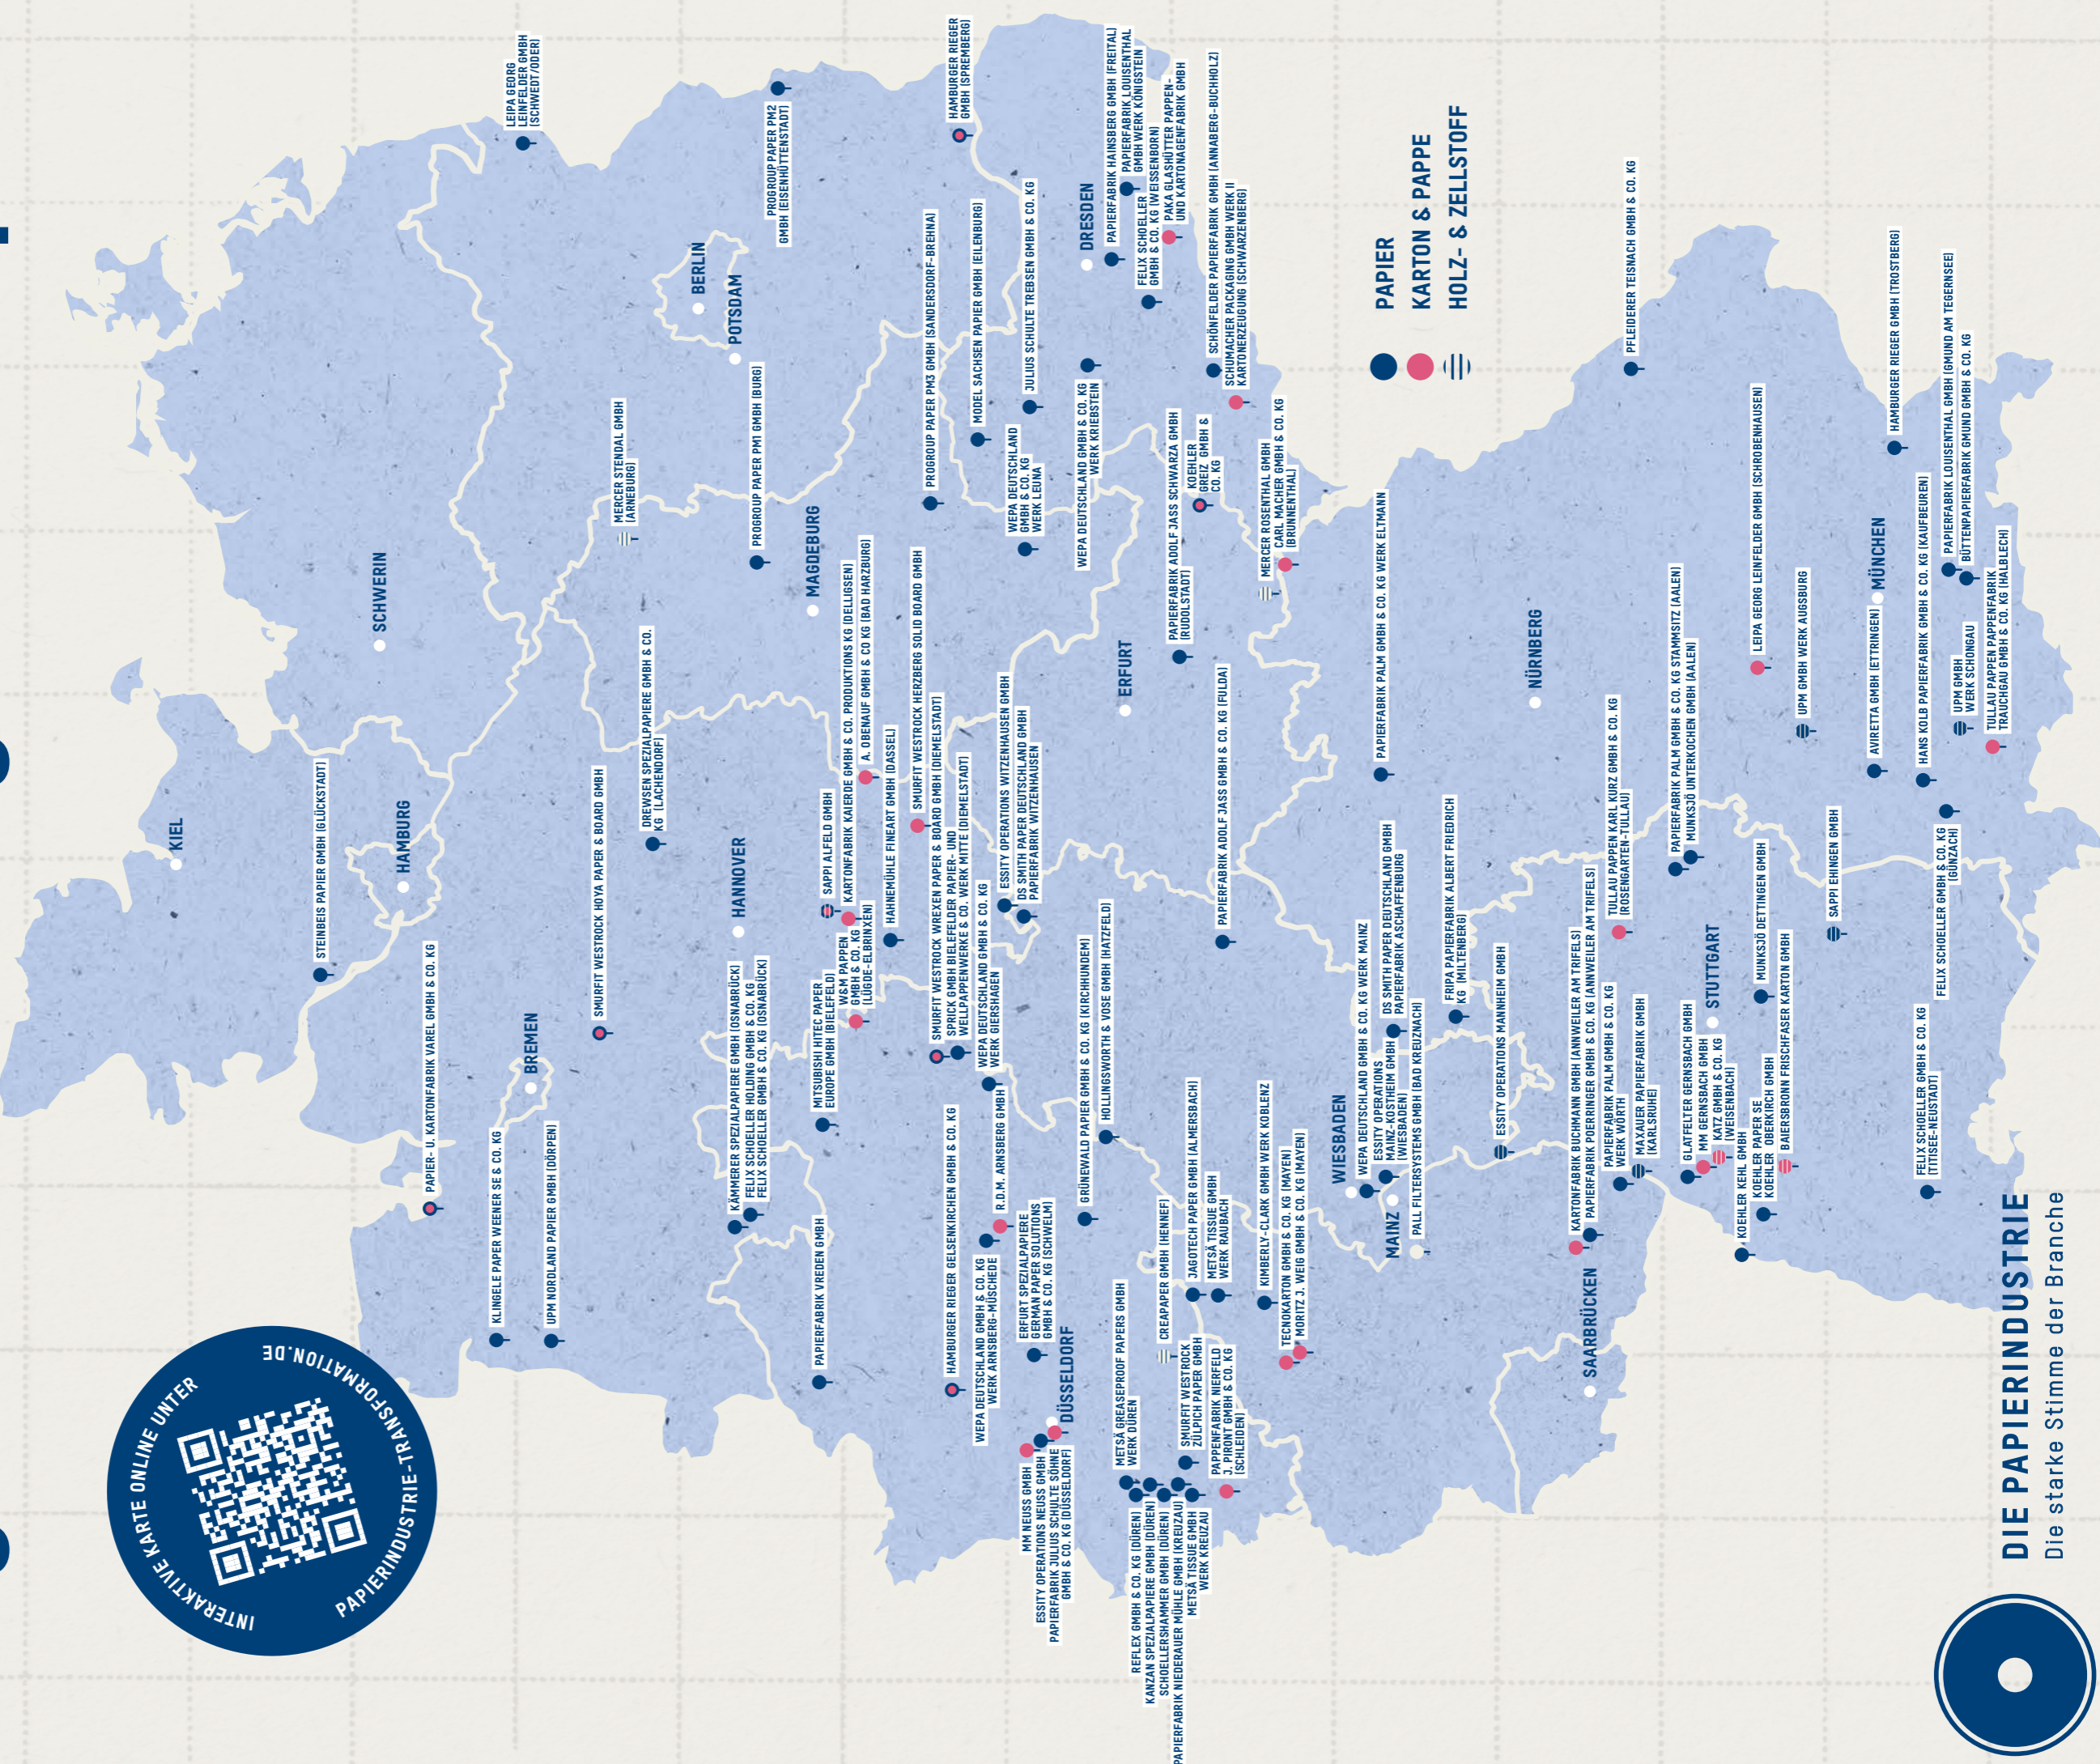 INTERAKTIVE KARTE ONLINE UNTER
PAPIERINDUSTRIE-TRANSFORMATION.DE
KIEL
STEINBEIS PAPIER GMBH (GLÜCKSTADT)
SCHWERIN
HAMBURG
PAPIER- U. KARTONFABRIK VAREL GMBH & CO. KG
KLINGELE PAPER WEENER SE & CO. KG
LEIPA GEORG
LEINFELDER GMBH
(SCHWEDT/ODER)
BREMEN
UPM NORDLAND PAPIER GMBH (DÖRPEN)
SMURFIT WESTROCK HOYA PAPER & BOARD GMBH
MERCER STENDAL GMBH
(ARNEBURG)
DREWSEN SPEZIALPAPIERE GMBH & CO.
KG (LACHENDORF)
BERLIN
POTSDAM
HANNOVER
KÄMMERER SPEZIALPAPIERE GMBH (OSNABRÜCK)
FELIX SCHOELLER HOLDING GMBH & CO. KG
FELIX SCHOELLER GMBH & CO. KG (OSNABRÜCK)
PROGROUP PAPER PM1 GMBH (BURG)
PROGROUP PAPER PM2
GMBH (EISENHÜTTENSTADT)
MAGDEBURG
PAPIERFABRIK VREDEN GMBH
MITSUBISHI HITEC PAPER
EUROPE GMBH (BIELEFELD)
SAPPI ALFELD GMBH
KARTONFABRIK KAIERDE GMBH & CO. PRODUKTIONS KG (DELLIGSEN)
W&M PAPPEN
GMBH & CO. KG
(LÜGDE-ELBRINXEN)
A. OBENAUF GMBH & CO KG (BAD HARZBURG)
HAHNEMÜHLE FINEART GMBH (DASSEL)
SMURFIT WESTROCK HERZBERG SOLID BOARD GMBH
PROGROUP PAPER PM3 GMBH (SANDERSDORF-BREHNA)
HAMBURGER RIEGER
GMBH (SPREMBERG)
SMURFIT WESTROCK WREXEN PAPER & BOARD GMBH (DIEMELSTADT)
SPRICK GMBH BIELEFELDER PAPIER- UND
WELLPAPPENWERKE & CO. WERK MITTE (DIEMELSTADT)
HAMBURGER RIEGER GELSENKIRCHEN GMBH & CO. KG
MODEL SACHSEN PAPIER GMBH (EILENBURG)
WEPA DEUTSCHLAND GMBH & CO. KG
WERK GIERSHAGEN
WEPA DEUTSCHLAND GMBH & CO. KG
WERK ARNSBERG-MÜSCHEDE
R.D.M. ARNSBERG GMBH
ESSITY OPERATIONS WITZENHAUSEN GMBH
DS SMITH PAPER DEUTSCHLAND GMBH
PAPIERFABRIK WITZENHAUSEN
WEPA DEUTSCHLAND
GMBH & CO. KG
WERK LEUNA
JULIUS SCHULTE TREBSEN GMBH & CO. KG
ERFURT SPEZIALPAPIERE
GERMAN PAPER SOLUTIONS
GMBH & CO. KG (SCHWELM)
DÜSSELDORF
MM NEUSS GMBH
ESSITY OPERATIONS NEUSS GMBH
PAPIERFABRIK JULIUS SCHULTE SÖHNE
GMBH & CO. KG (DÜSSELDORF)
GRÜNEWALD PAPIER GMBH & CO. KG (KIRCHHUNDEM)
HOLLINGSWORTH & VOSE GMBH (HATZFELD)
WEPA DEUTSCHLAND GMBH & CO. KG
WERK KRIEBSTEIN
DRESDEN
PAPIERFABRIK HAINSBERG GMBH (FREITAL)
PAPIERFABRIK LOUISENTHAL
GMBH WERK KÖNIGSTEIN
FELIX SCHOELLER
GMBH & CO. KG (WEISSENBORN)
PAKA GLASHÜTTER PAPPEN-
UND KARTONAGENFABRIK GMBH
ERFURT
METSÄ GREASEPROOF PAPERS GMBH
WERK DÜREN
REFLEX GMBH & CO. KG (DÜREN)
KANZAN SPEZIALPAPIERE GMBH (DÜREN)
SCHOELLERSHAMMER GMBH (DÜREN)
PAPIERFABRIK NIEDERAUER MÜHLE GMBH (KREUZAU)
METSÄ TISSUE GMBH
WERK KREUZAU
CREAPAPER GMBH (HENNEF)
SMURFIT WESTROCK
ZÜLPICH PAPER GMBH
PAPPENFABRIK NIERFELD
J. PIRONT GMBH & CO. KG
(SCHLEIDEN)
JAGOTECH PAPER GMBH (ALMERSBACH)
METSÄ TISSUE GMBH
WERK RAUBACH
PAPIERFABRIK ADOLF JASS SCHWARZA GMBH
(RUDOLSTADT)
KOEHLER
GREIZ GMBH &
CO. KG
SCHÖNFELDER PAPIERFABRIK GMBH (ANNABERG-BUCHHOLZ)
SCHUMACHER PACKAGING GMBH WERK II
KARTONERZEUGUNG (SCHWARZENBERG)
PAPIERFABRIK ADOLF JASS GMBH & CO. KG (FULDA)
KIMBERLY-CLARK GMBH WERK KOBLENZ
TECNOKARTON GMBH & CO. KG (MAYEN)
MORITZ J. WEIG GMBH & CO. KG (MAYEN)
MERCER ROSENTHAL GMBH
CARL MACHER GMBH & CO. KG
(BRUNNENTHAL)
WIESBADEN
WEPA DEUTSCHLAND GMBH & CO. KG WERK MAINZ
ESSITY OPERATIONS
MAINZ-KOSTHEIM GMBH
(WIESBADEN)
DS SMITH PAPER DEUTSCHLAND GMBH
PAPIERFABRIK ASCHAFFENBURG
MAINZ
PALL FILTERSYSTEMS GMBH (BAD KREUZNACH)
PAPIERFABRIK PALM GMBH & CO. KG WERK ELTMANN
PAPIER
KARTON & PAPPE
HOLZ- & ZELLSTOFF
FRIPA PAPIERFABRIK ALBERT FRIEDRICH
KG (MILTENBERG)
ESSITY OPERATIONS MANNHEIM GMBH
NÜRNBERG
SAARBRÜCKEN
KARTONFABRIK BUCHMANN GMBH (ANNWEILER AM TRIFELS)
PAPIERFABRIK POERRINGER GMBH & CO. KG (ANNWEILER AM TRIFELS)
PAPIERFABRIK PALM GMBH & CO. KG
WERK WÖRTH
MAXAUER PAPIERFABRIK GMBH
(KARLSRUHE)
TULLAU PAPPEN KARL KURZ GMBH & CO. KG
(ROSENGARTEN-TULLAU)
PFLEIDERER TEISNACH GMBH & CO. KG
PAPIERFABRIK PALM GMBH & CO. KG STAMMSITZ (AALEN)
MUNKSJÖ UNTERKOCHEN GMBH (AALEN)
GLATFELTER GERNSBACH GMBH
MM GERNSBACH GMBH
KATZ GMBH & CO. KG
(WEISENBACH)
STUTTGART
KOEHLER KEHL GMBH
KOEHLER PAPER SE
KOEHLER OBERKIRCH GMBH
BAIERSBRONN FRISCHFASER KARTON GMBH
MUNKSJÖ DETTINGEN GMBH
LEIPA GEORG LEINFELDER GMBH (SCHROBENHAUSEN)
UPM GMBH WERK AUGSBURG
SAPPI EHINGEN GMBH
AVIRETTA GMBH (ETTRINGEN)
MÜNCHEN
HAMBURGER RIEGER GMBH (TROSTBERG)
FELIX SCHOELLER GMBH & CO. KG
(TITISEE-NEUSTADT)
HANS KOLB PAPIERFABRIK GMBH & CO. KG (KAUFBEUREN)
FELIX SCHOELLER GMBH & CO. KG
(GÜNZACH)
PAPIERFABRIK LOUISENTHAL GMBH (GMUND AM TEGERNSEE)
BÜTTENPAPIERFABRIK GMUND GMBH & CO. KG
UPM GMBH
WERK SCHONGAU
TULLAU PAPPEN PAPPENFABRIK
TRAUCHGAU GMBH & CO. KG (HALBLECH)
DIE PAPIERINDUSTRIE
Die starke Stimme der Branche